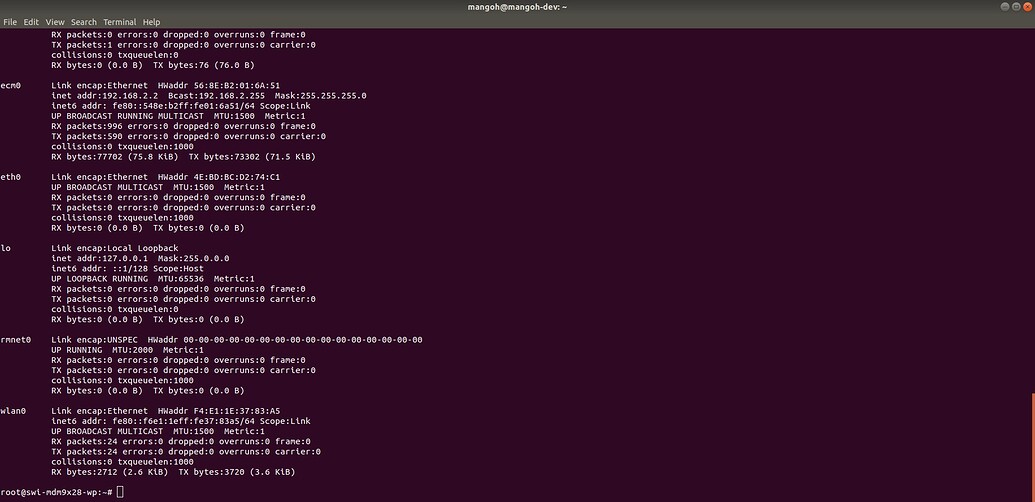 mangoh@mangoh-dev: ~
File Edit View Search Terminal Help
RX packets:0 errors:0 dropped:0 overruns:0 frame:0
TX packets:1 errors:0 dropped:0 overruns:0 carrier:0
collisions:0 txqueuelen:0
RX bytes:0 (0.0 B)  TX bytes:76 (76.0 B)
ecm0      Link encap:Ethernet  HWaddr 56:8E:B2:01:6A:51
inet addr:192.168.2.2  Bcast:192.168.2.255  Mask:255.255.255.0
inet6 addr: fe80::548e:b2ff:fe01:6a51/64 Scope:Link
UP BROADCAST RUNNING MULTICAST  MTU:1500  Metric:1
RX packets:996 errors:0 dropped:0 overruns:0 frame:0
TX packets:590 errors:0 dropped:0 overruns:0 carrier:0
collisions:0 txqueuelen:1000
RX bytes:77702 (75.8 KiB)  TX bytes:73302 (71.5 KiB)
eth0      Link encap:Ethernet  HWaddr 4E:BD:BC:D2:74:C1
UP BROADCAST MULTICAST  MTU:1500  Metric:1
RX packets:0 errors:0 dropped:0 overruns:0 frame:0
TX packets:0 errors:0 dropped:0 overruns:0 carrier:0
collisions:0 txqueuelen:1000
RX bytes:0 (0.0 B)  TX bytes:0 (0.0 B)
lo        Link encap:Local Loopback
inet addr:127.0.0.1  Mask:255.0.0.0
inet6 addr: ::1/128 Scope:Host
UP LOOPBACK RUNNING  MTU:65536  Metric:1
RX packets:0 errors:0 dropped:0 overruns:0 frame:0
TX packets:0 errors:0 dropped:0 overruns:0 carrier:0
collisions:0 txqueuelen:0
RX bytes:0 (0.0 B)  TX bytes:0 (0.0 B)
rmnet0    Link encap:UNSPEC  HWaddr 00-00-00-00-00-00-00-00-00-00-00-00-00-00-00-00
UP RUNNING  MTU:2000  Metric:1
RX packets:0 errors:0 dropped:0 overruns:0 frame:0
TX packets:0 errors:0 dropped:0 overruns:0 carrier:0
collisions:0 txqueuelen:1000
RX bytes:0 (0.0 B)  TX bytes:0 (0.0 B)
wlan0     Link encap:Ethernet  HWaddr F4:E1:1E:37:83:A5
inet6 addr: fe80::f6e1:1eff:fe37:83a5/64 Scope:Link
UP BROADCAST MULTICAST  MTU:1500  Metric:1
RX packets:24 errors:0 dropped:0 overruns:0 frame:0
TX packets:24 errors:0 dropped:0 overruns:0 carrier:0
collisions:0 txqueuelen:1000
RX bytes:2712 (2.6 KiB)  TX bytes:3720 (3.6 KiB)
root@swi-mdm9x28-wp:~#